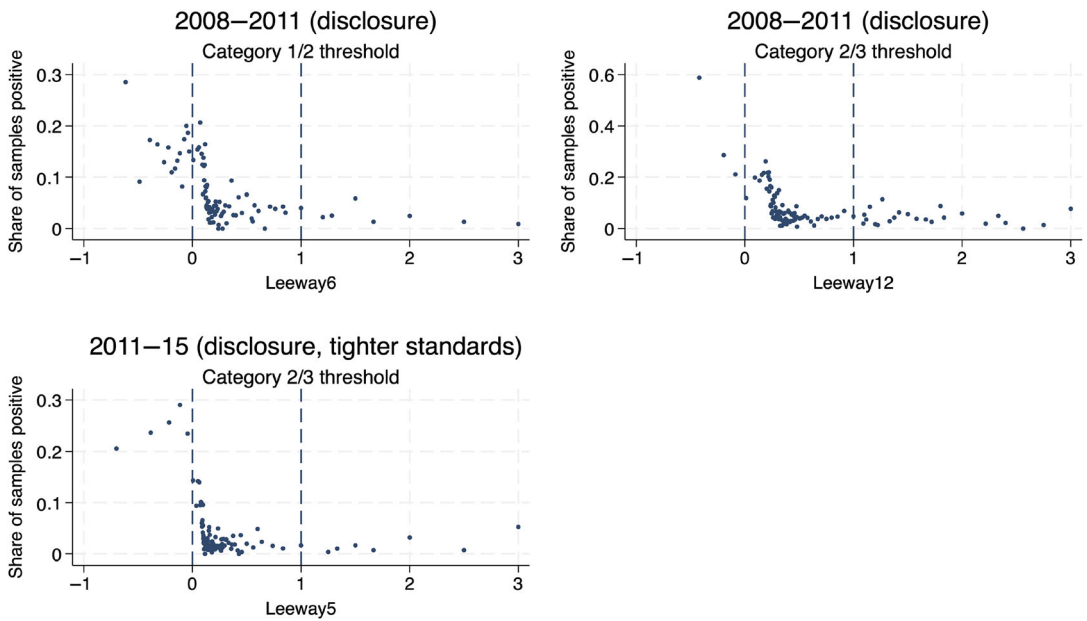 2008–2011 (disclosure)
Category 1/2 threshold
Share of samples positive
0.3
0.2
0.1
0
−1
0
1
2
3
Leeway6
2008–2011 (disclosure)
Category 2/3 threshold
Share of samples positive
0.6
0.4
0.2
0
−1
0
1
2
3
Leeway12
2011–15 (disclosure, tighter standards)
Category 2/3 threshold
Share of samples positive
0.3
0.2
0.1
0
−1
0
1
2
3
Leeway5